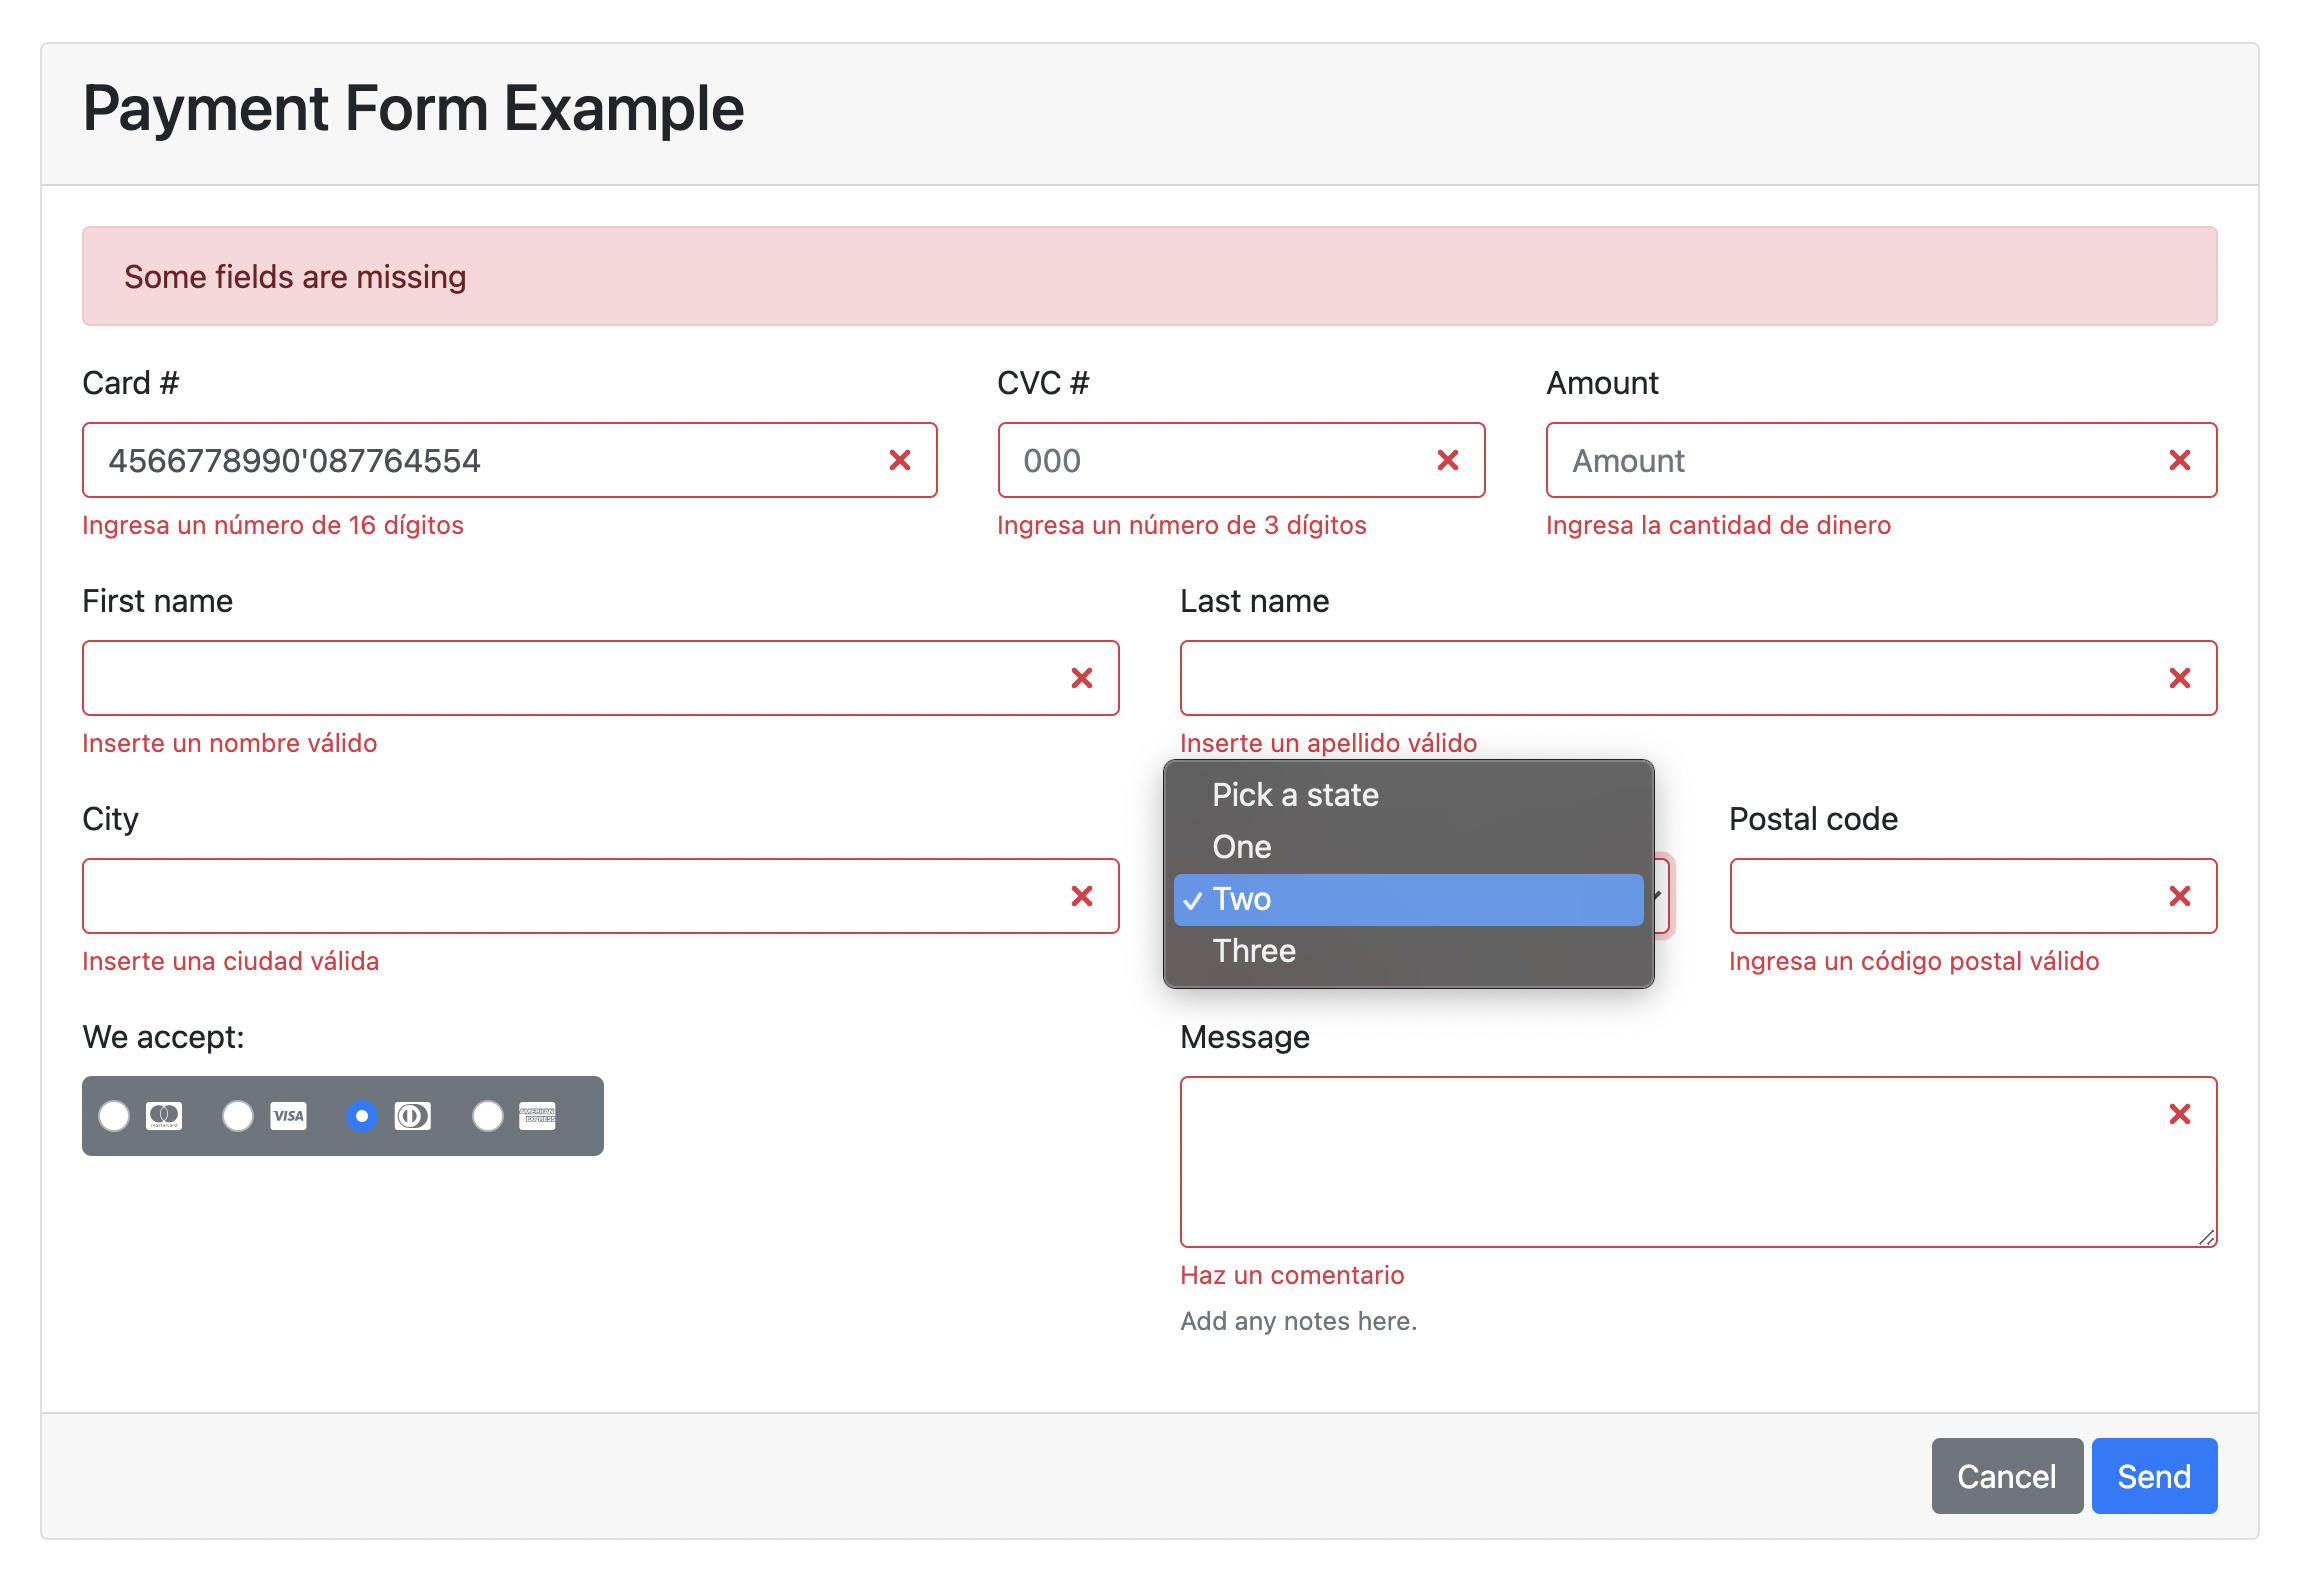 Payment Form Example
Some fields are missing
Card #
CVC #
Amount
4566778990'087764554
000
Amount
Ingresa un número de 16 dígitos
Ingresa un número de 3 dígitos
Ingresa la cantidad de dinero
First name
Last name
Inserte un nombre válido
Inserte un apellido válido
City
Pick a state
One
Two
Three
Postal code
Inserte una ciudad válida
Ingresa un código postal válido
We accept:
mastercard
VISA
AMERICAN
EXPRESS
Message
Haz un comentario
Add any notes here.
Cancel
Send